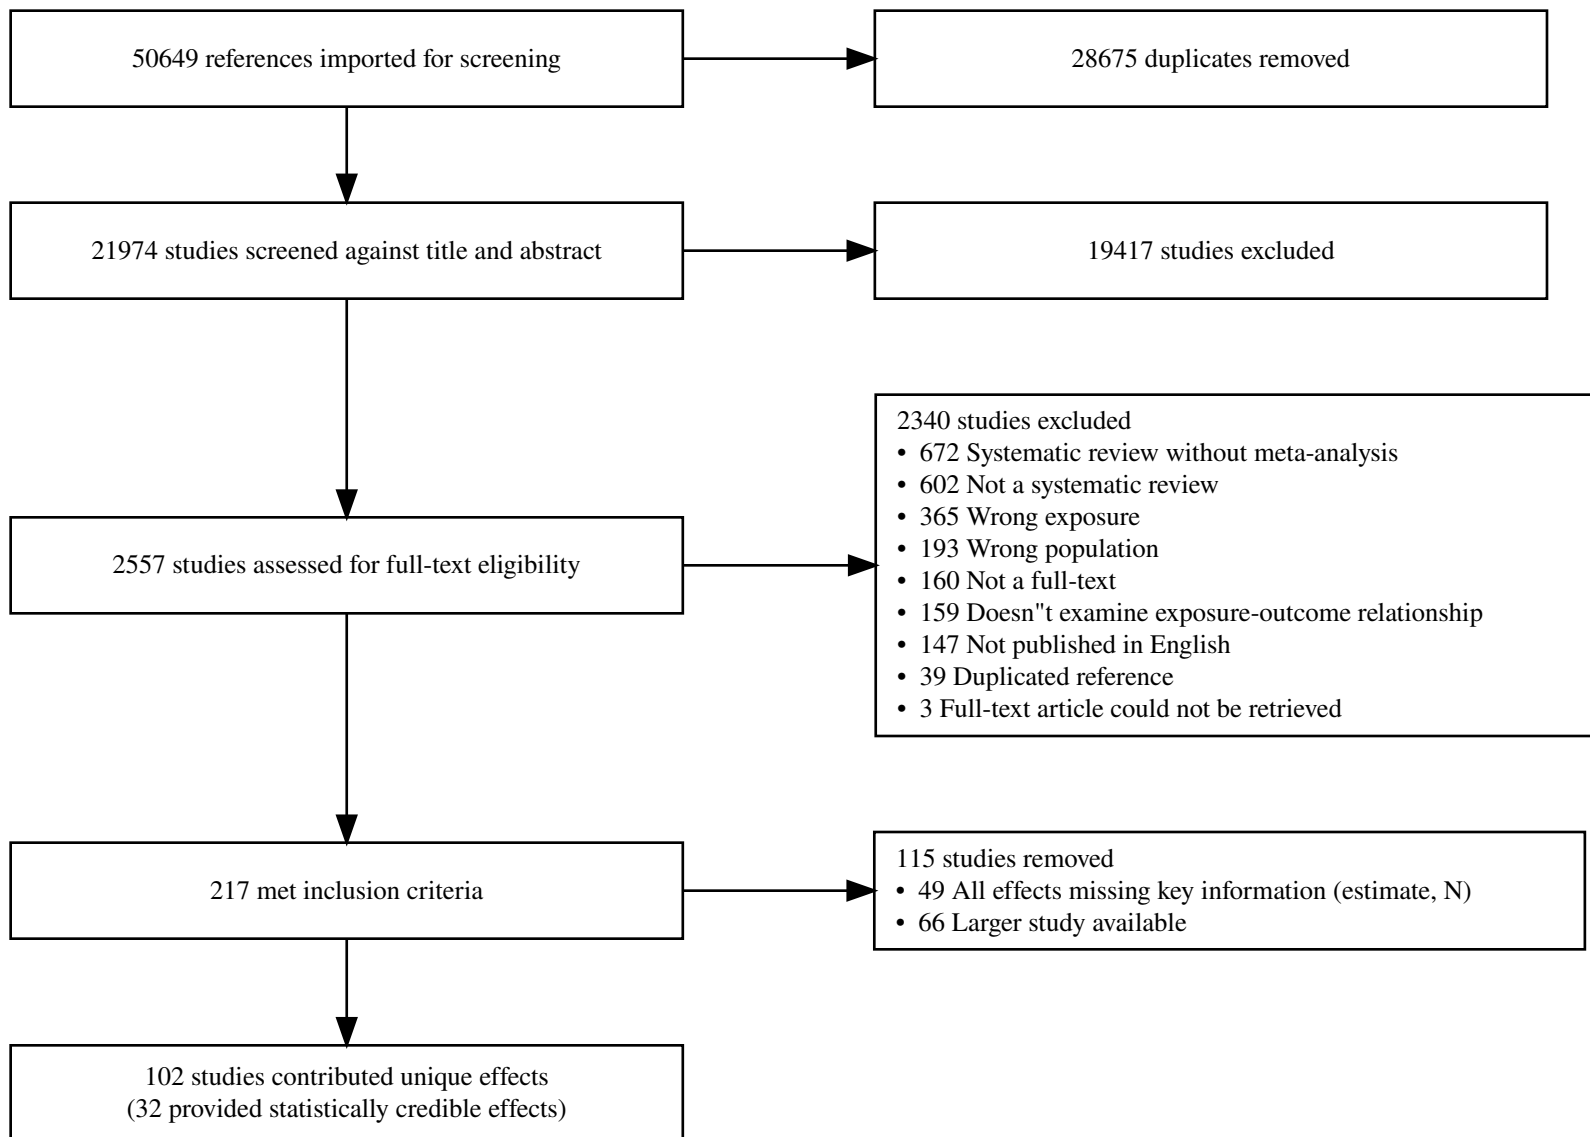 50649 references imported for screening
28675 duplicates removed
21974 studies screened against title and abstract
19417 studies excluded
2557 studies assessed for full-text eligibility
2340 studies excluded
• 672 Systematic review without meta-analysis
• 602 Not a systematic review
• 365 Wrong exposure
• 193 Wrong population
• 160 Not a full-text
• 159 Doesn"t examine exposure-outcome relationship
• 147 Not published in English
• 39 Duplicated reference
• 3 Full-text article could not be retrieved
217 met inclusion criteria
115 studies removed
• 49 All effects missing key information (estimate, N)
• 66 Larger study available
102 studies contributed unique effects
(32 provided statistically credible effects)